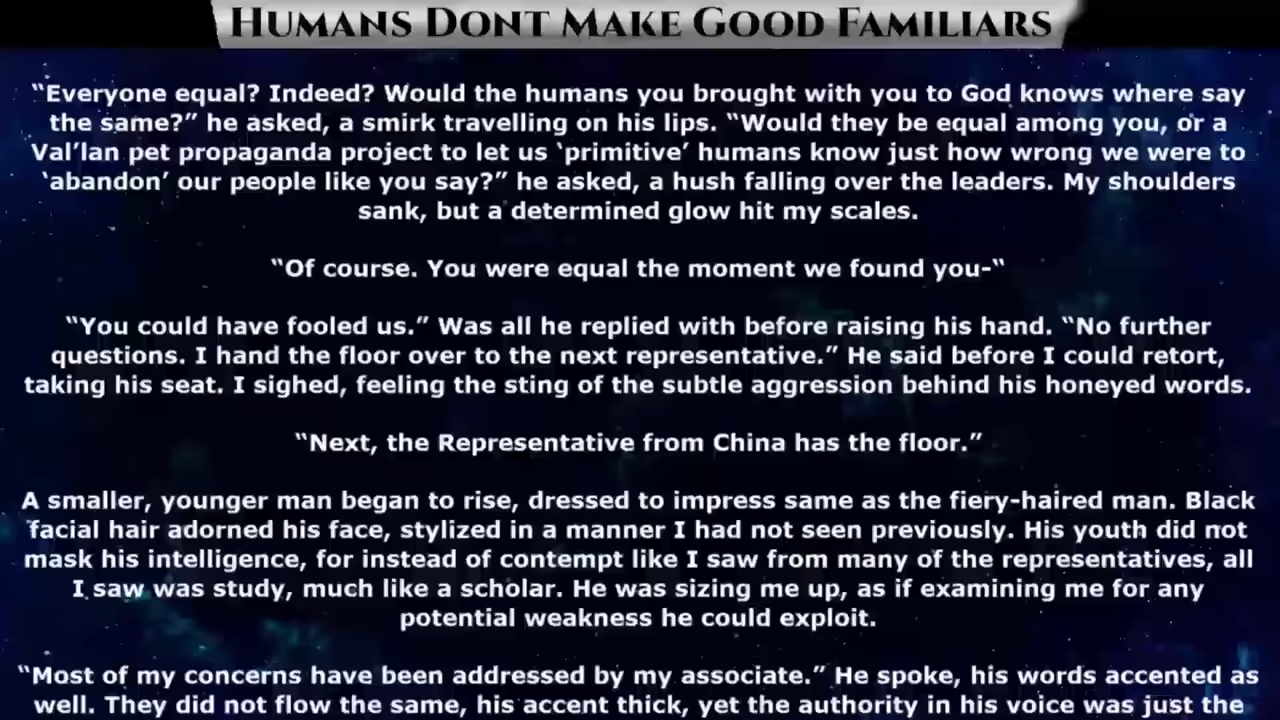 Humans Dont Make Good Familiars
“Everyone equal? Indeed? Would the humans you brought with you to God knows where say
the same?” he asked, a smirk travelling on his lips. “Would they be equal among you, or a
Val’lan pet propaganda project to let us ‘primitive’ humans know just how wrong we were to
‘abandon’ our people like you say?” he asked, a hush falling over the leaders. My shoulders
sank, but a determined glow hit my scales.
“Of course. You were equal the moment we found you-“
“You could have fooled us.” Was all he replied with before raising his hand. “No further
questions. I hand the floor over to the next representative.” He said before I could retort,
taking his seat. I sighed, feeling the sting of the subtle aggression behind his honeyed words.
“Next, the Representative from China has the floor.”
A smaller, younger man began to rise, dressed to impress same as the fiery-haired man. Black
facial hair adorned his face, stylized in a manner I had not seen previously. His youth did not
mask his intelligence, for instead of contempt like I saw from many of the representatives, all
I saw was study, much like a scholar. He was sizing me up, as if examining me for any
potential weakness he could exploit.
“Most of my concerns have been addressed by my associate.” He spoke, his words accented as
well. They did not flow the same, his accent thick, yet the authority in his voice was just the